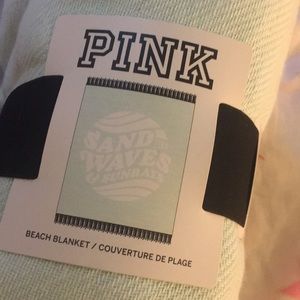 PINK
SAND
WAVES
& SUNRAYS
BEACH BLANKET / COUVERTURE DE PLAGE